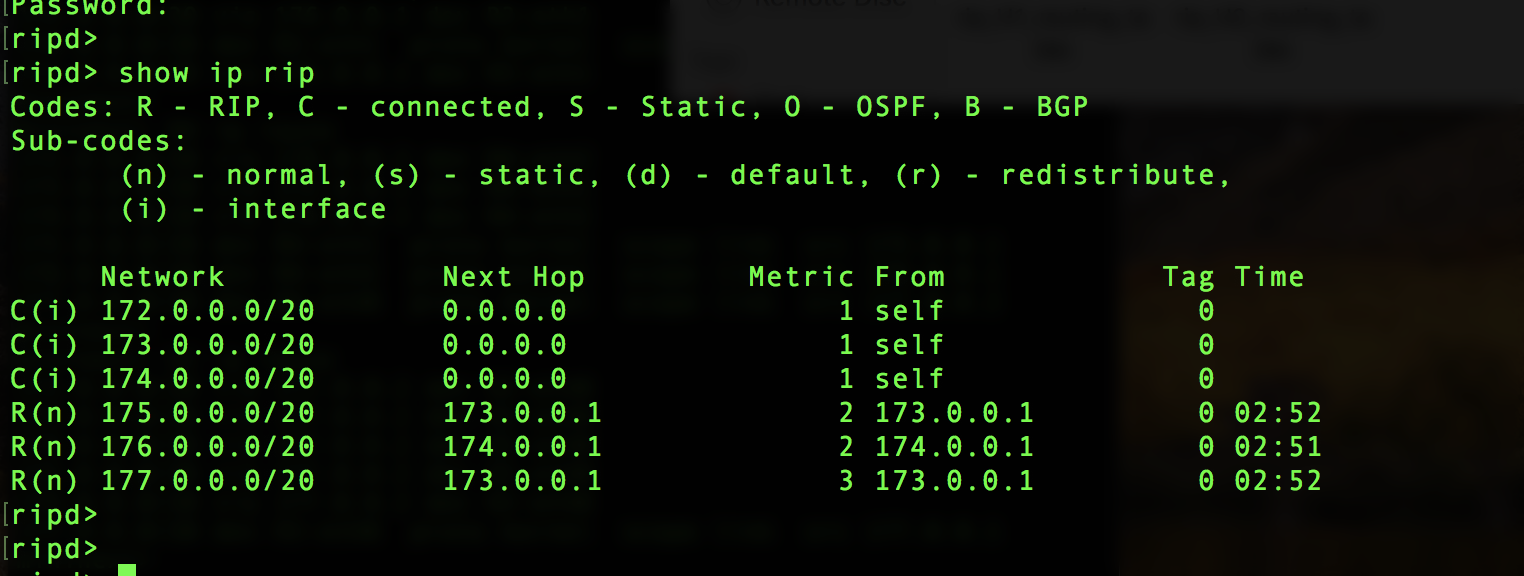 Password:
[ripd>
[ripd> show ip rip
Codes: R - RIP, C - connected, S - Static, O - OSPF, B - BGP
Sub-codes:
      (n) - normal, (s) - static, (d) - default, (r) - redistribute,
      (i) - interface

     Network            Next Hop         Metric From            Tag Time
C(i) 172.0.0.0/20       0.0.0.0               1 self              0
C(i) 173.0.0.0/20       0.0.0.0               1 self              0
C(i) 174.0.0.0/20       0.0.0.0               1 self              0
R(n) 175.0.0.0/20       173.0.0.1             2 173.0.0.1         0 02:52
R(n) 176.0.0.0/20       174.0.0.1             2 174.0.0.1         0 02:51
R(n) 177.0.0.0/20       173.0.0.1             3 173.0.0.1         0 02:52
[ripd>
[ripd>
ripd>